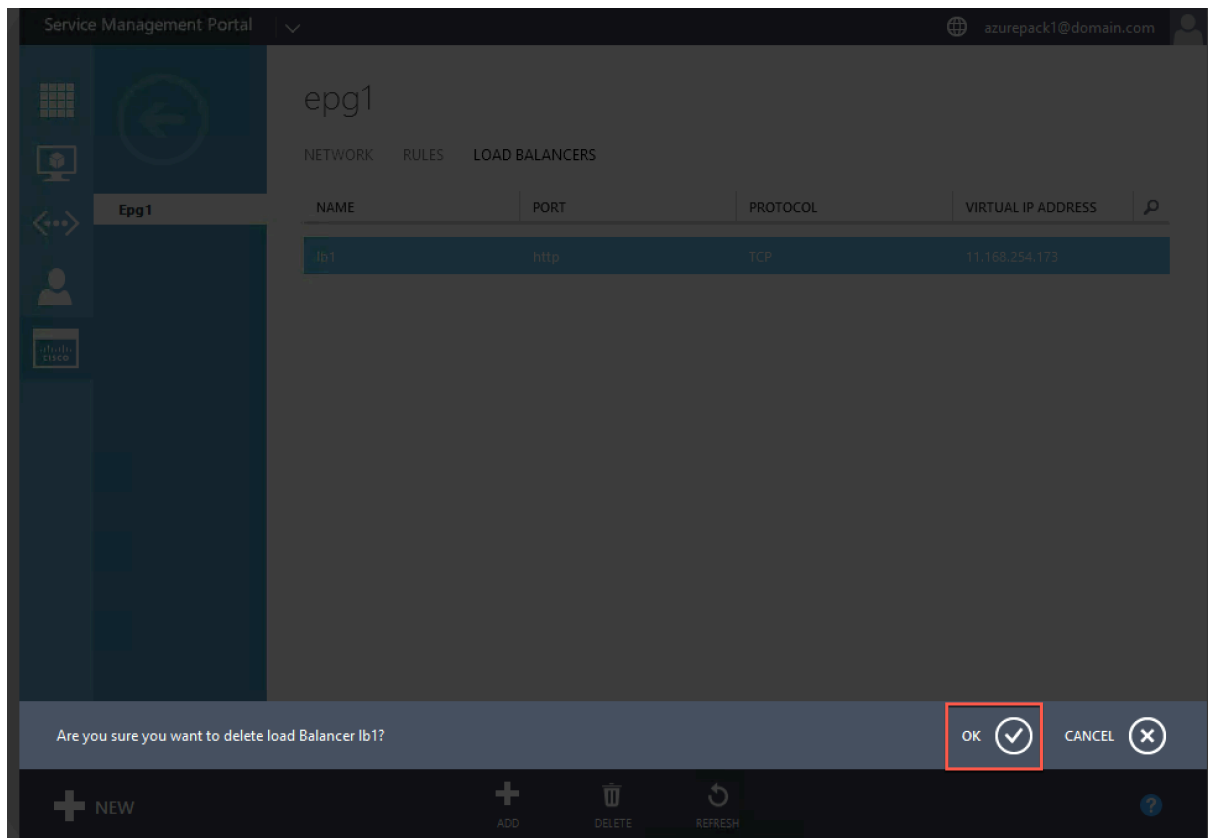 Service Management Portal azurepack1@domain.com
epg1
NETWORK RULES LOAD BALANCERS
Epg1
NAME PORT PROTOCOL VIRTUAL IP ADDRESS
lb1 http TCP 11.168.254.173
cisco
Are you sure you want to delete load Balancer lb1? OK CANCEL
NEW ADD DELETE REFRESH ?